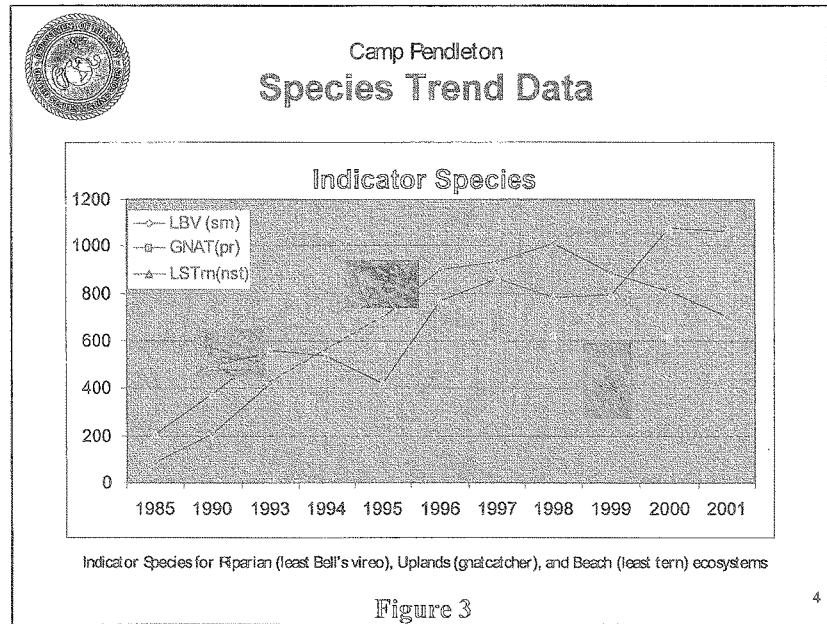 Camp Pendleton
Species Trend Data
Indicator Species
1200
1000
800
600
400
200
0
LBV (sm)
GNAT(pr)
LSTrn(nst)
1985 1990 1993 1994 1995 1996 1997 1998 1999 2000 2001
Indicator Species for Riparian (least Bell's vireo), Uplands (gnatcatcher), and Beach (least tern) ecosystems
Figure 3
4